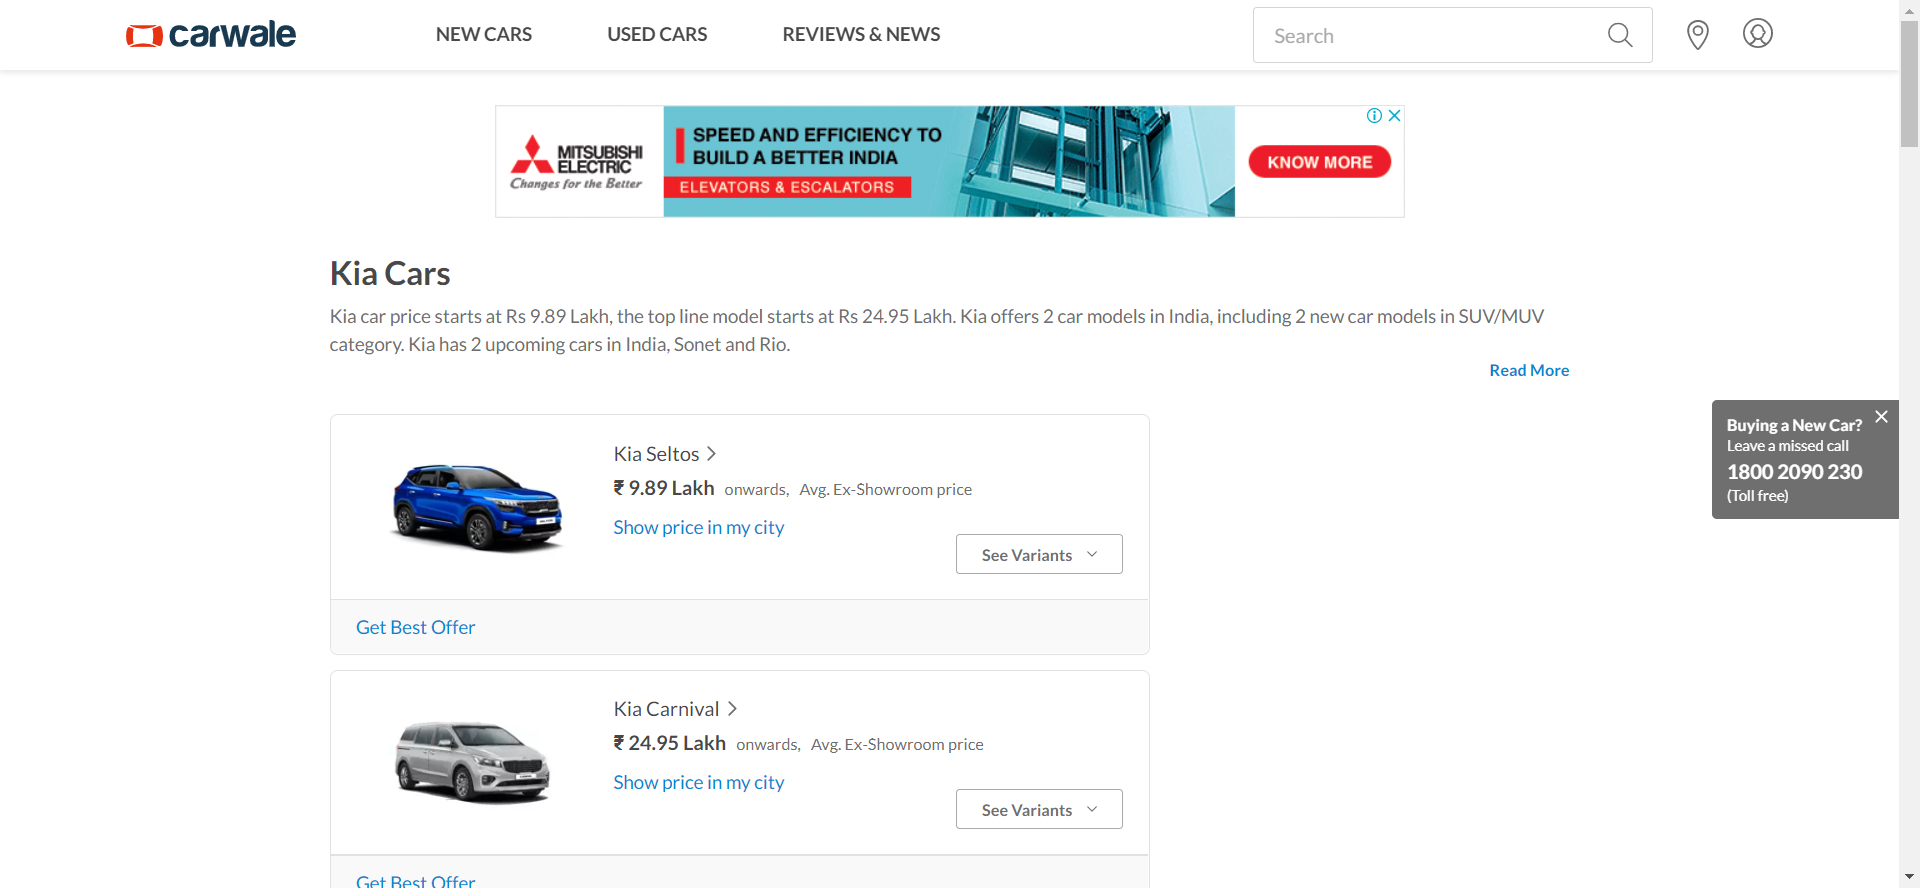 carwale
NEW CARS
USED CARS
REVIEWS & NEWS
Search
MITSUBISHI
ELECTRIC
Changes for the Better
SPEED AND EFFICIENCY TO
BUILD A BETTER INDIA
ELEVATORS & ESCALATORS
KNOW MORE
Kia Cars
Kia car price starts at Rs 9.89 Lakh, the top line model starts at Rs 24.95 Lakh. Kia offers 2 car models in India, including 2 new car models in SUV/MUV
category. Kia has 2 upcoming cars in India, Sonet and Rio.
Read More
Buying a New Car?
Leave a missed call
1800 2090 230
(Toll free)
Kia Seltos
₹ 9.89 Lakh onwards, Avg. Ex-Showroom price
Show price in my city
See Variants
Get Best Offer
Kia Carnival
₹ 24.95 Lakh onwards, Avg. Ex-Showroom price
Show price in my city
See Variants
Get Best Offer